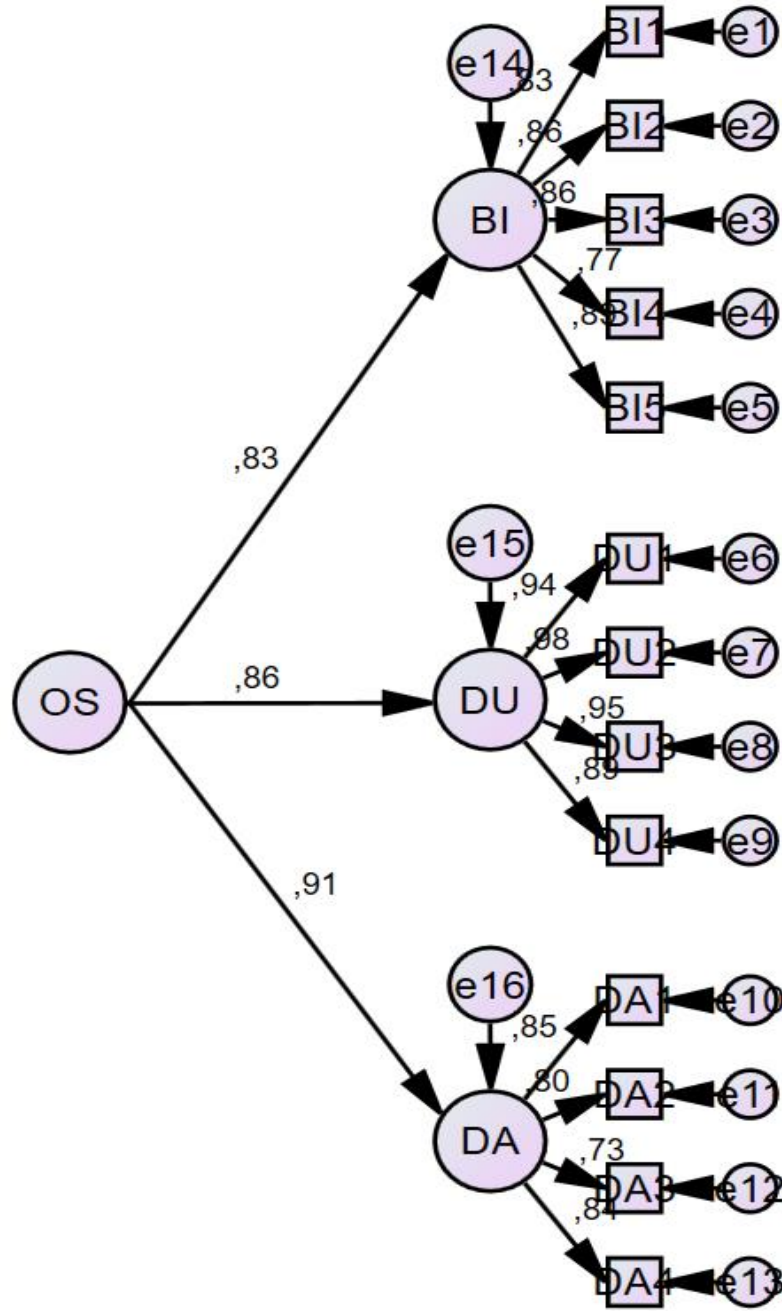 BI1
e1
e14
,83
BI2
e2
,86
BI
,86
BI3
e3
,77
BI4
e4
BI5
e5
,83
e15
DU1
e6
,94
,98
DU2
e7
OS
,86
DU
,95
DU3
e8
,89
DU4
e9
,91
e16
DA1
e10
,85
,80
DA2
e11
DA
,73
DA3
e12
,84
DA4
e13